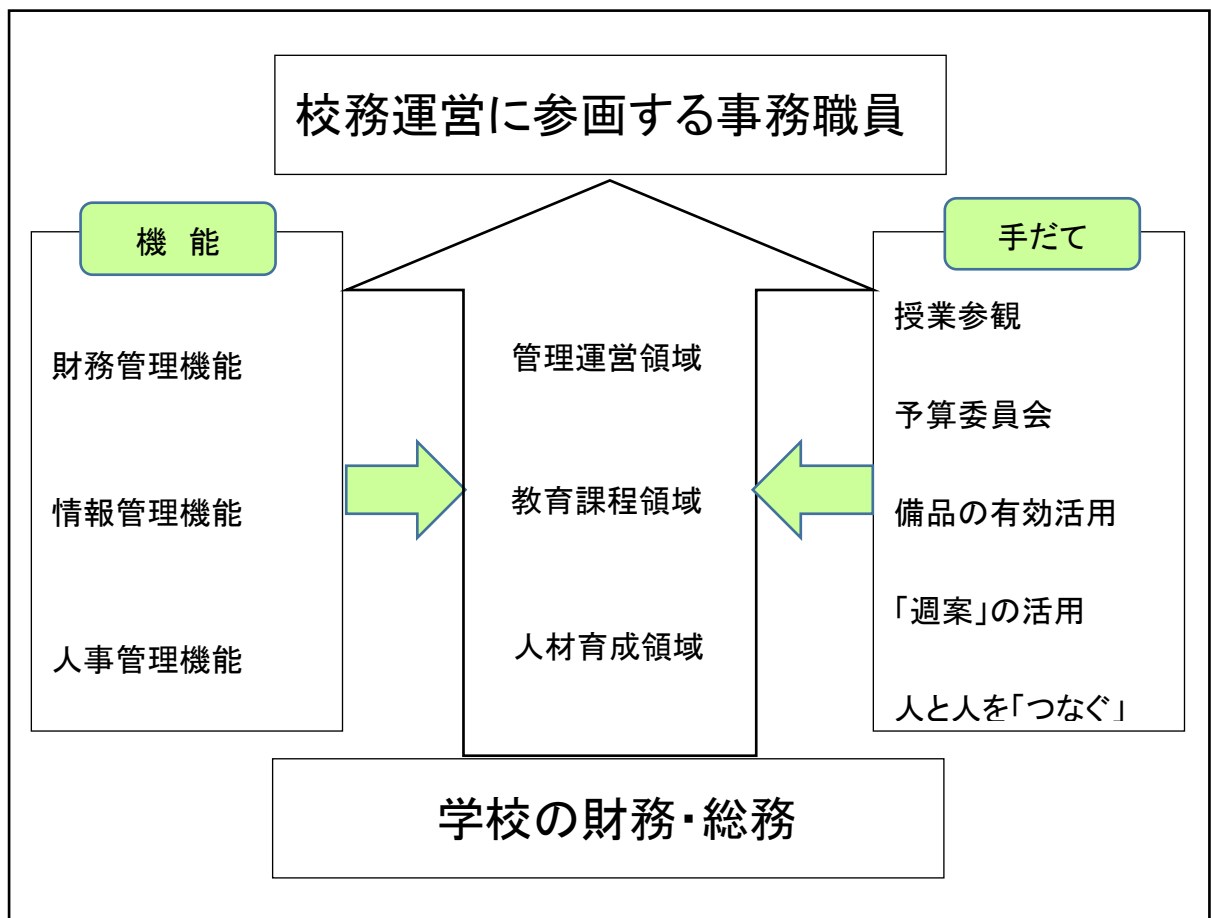 校務運営に参画する事務職員
機 能
財務管理機能
情報管理機能
人事管理機能
管理運営領域
教育課程領域
人材育成領域
手だて
授業参観
予算委員会
備品の有効活用
「週案」の活用
人と人を「つなぐ」
学校の財務・総務